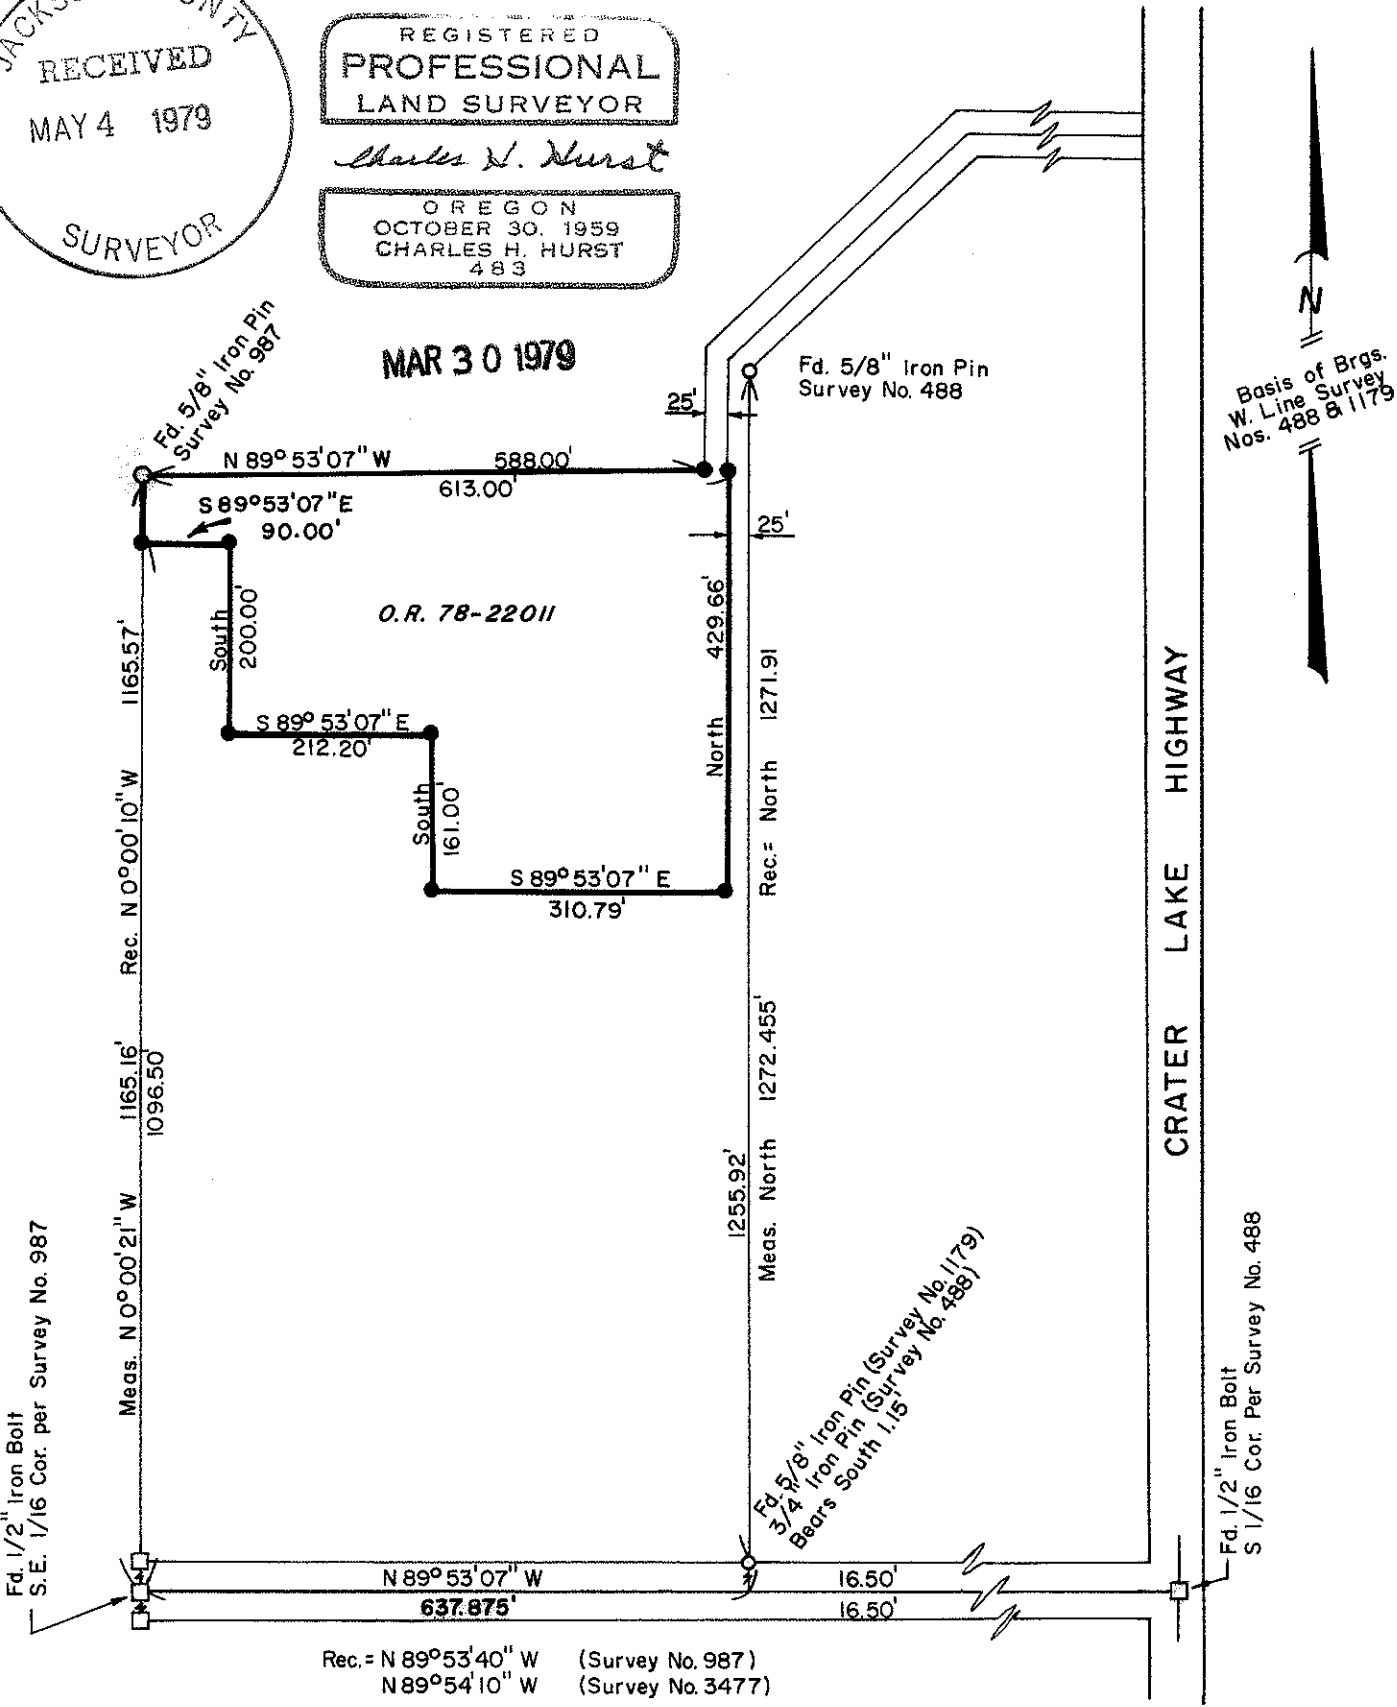 JACKSON COUNTY
RECEIVED
MAY 4 1979
SURVEYOR
REGISTERED
PROFESSIONAL
LAND SURVEYOR
Charles H. Hurst
OREGON
OCTOBER 30. 1959
CHARLES H. HURST
483
MAR 30 1979
Fd. 5/8" Iron Pin
Survey No. 987
Fd. 5/8" Iron Pin
Survey No. 488
N
Basis of Brgs.
W. Line Survey
Nos. 488 & 1179
25'
N 89° 53' 07" W 588.00'
613.00'
S 89° 53' 07" E
90.00'
25'
O.R. 78-22011
South
200.00'
S 89° 53' 07" E
212.20'
South
161.00'
S 89° 53' 07" E
310.79'
North 429.66'
Rec.= North 1271.91
Meas. North 1272.455'
1255.92'
Meas. N 0° 00' 21" W 1165.16' Rec. N 0° 00' 10" W 1165.57'
1096.50'
CRATER LAKE HIGHWAY
Fd. 5/8" Iron Pin (Survey No. 1179)
3/4" Iron Pin (Survey No. 488)
Bears South 1.15'
Fd. 1/2" Iron Bolt
S.E. 1/16 Cor. per Survey No. 987
Fd. 1/2" Iron Bolt
S 1/16 Cor. Per Survey No. 488
N 89° 53' 07" W 16.50'
637.875' 16.50'
Rec.= N 89° 53' 40" W (Survey No. 987)
N 89° 54' 10" W (Survey No. 3477)